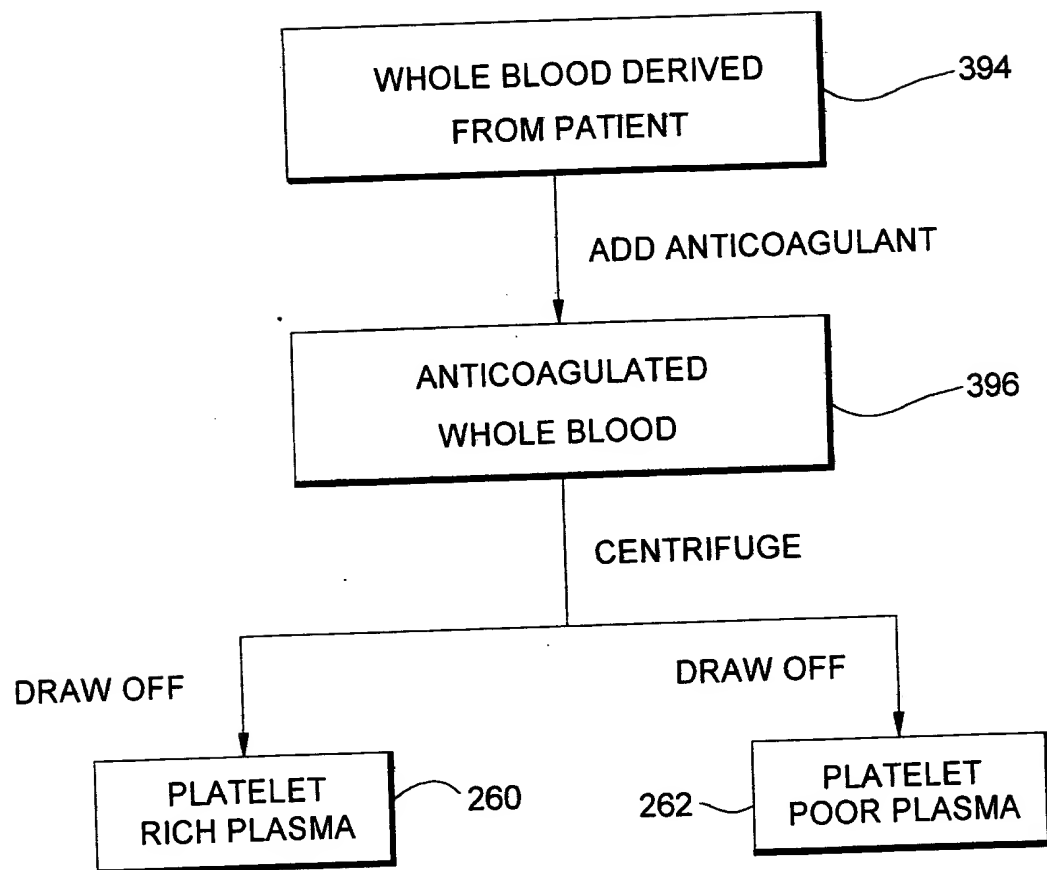 WHOLE BLOOD DERIVED
FROM PATIENT
394
ADD ANTICOAGULANT
ANTICOAGULATED
WHOLE BLOOD
396
CENTRIFUGE
DRAW OFF
DRAW OFF
PLATELET
RICH PLASMA
260
262
PLATELET
POOR PLASMA